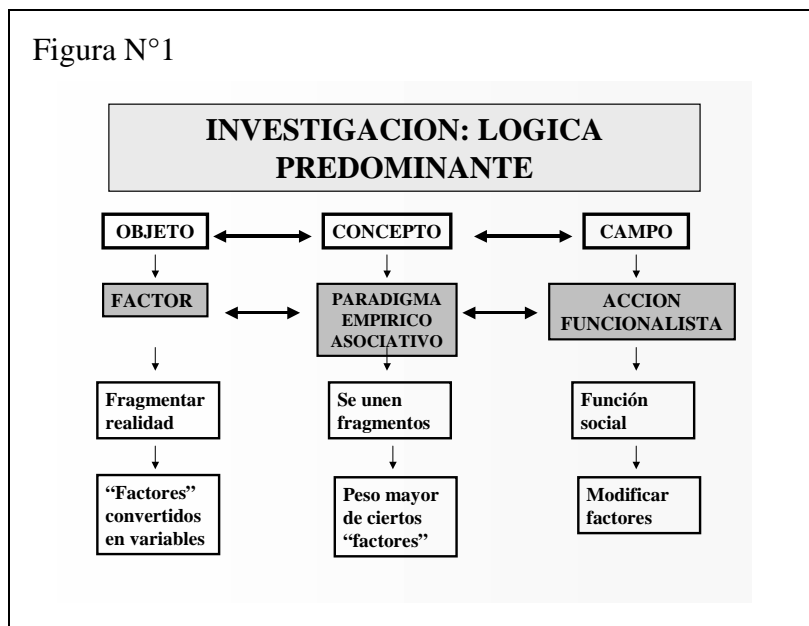 Figura N°1
INVESTIGACION: LOGICA
PREDOMINANTE
OBJETO
CONCEPTO
CAMPO
FACTOR
PARADIGMA
EMPIRICO
ASOCIATIVO
ACCION
FUNCIONALISTA
Fragmentar
realidad
Se unen
fragmentos
Función
social
“Factores”
convertidos
en variables
Peso mayor
de ciertos
“factores”
Modificar
factores